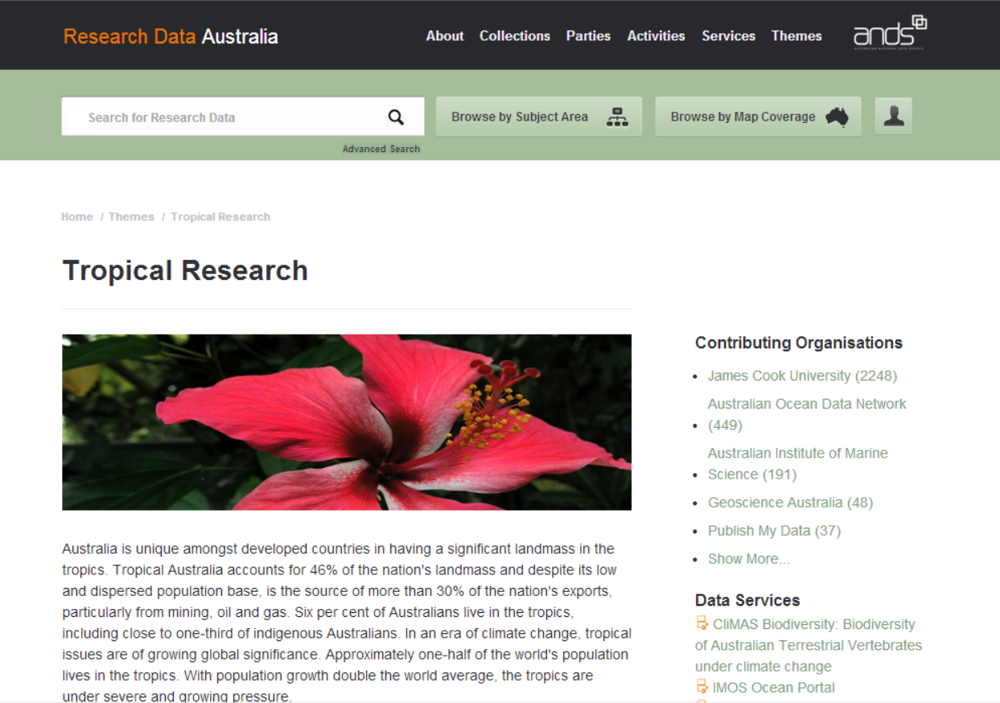 Research Data Australia
About Collections Parties Activities Services Themes
ands
AUSTRALIAN NATIONAL DATA SERVICE
Search for Research Data
Browse by Subject Area
Browse by Map Coverage
Advanced Search
Home / Themes / Tropical Research
Tropical Research
Australia is unique amongst developed countries in having a significant landmass in the
tropics. Tropical Australia accounts for 46% of the nation's landmass and despite its low
and dispersed population base, is the source of more than 30% of the nation's exports,
particularly from mining, oil and gas. Six per cent of Australians live in the tropics,
including close to one-third of indigenous Australians. In an era of climate change, tropical
issues are of growing global significance. Approximately one-half of the world's population
lives in the tropics. With population growth double the world average, the tropics are
under severe and growing pressure.
Contributing Organisations
James Cook University (2248)
Australian Ocean Data Network
(449)
Australian Institute of Marine
Science (191)
Geoscience Australia (48)
Publish My Data (37)
Show More...
Data Services
CliMAS Biodiversity: Biodiversity
of Australian Terrestrial Vertebrates
under climate change
IMOS Ocean Portal